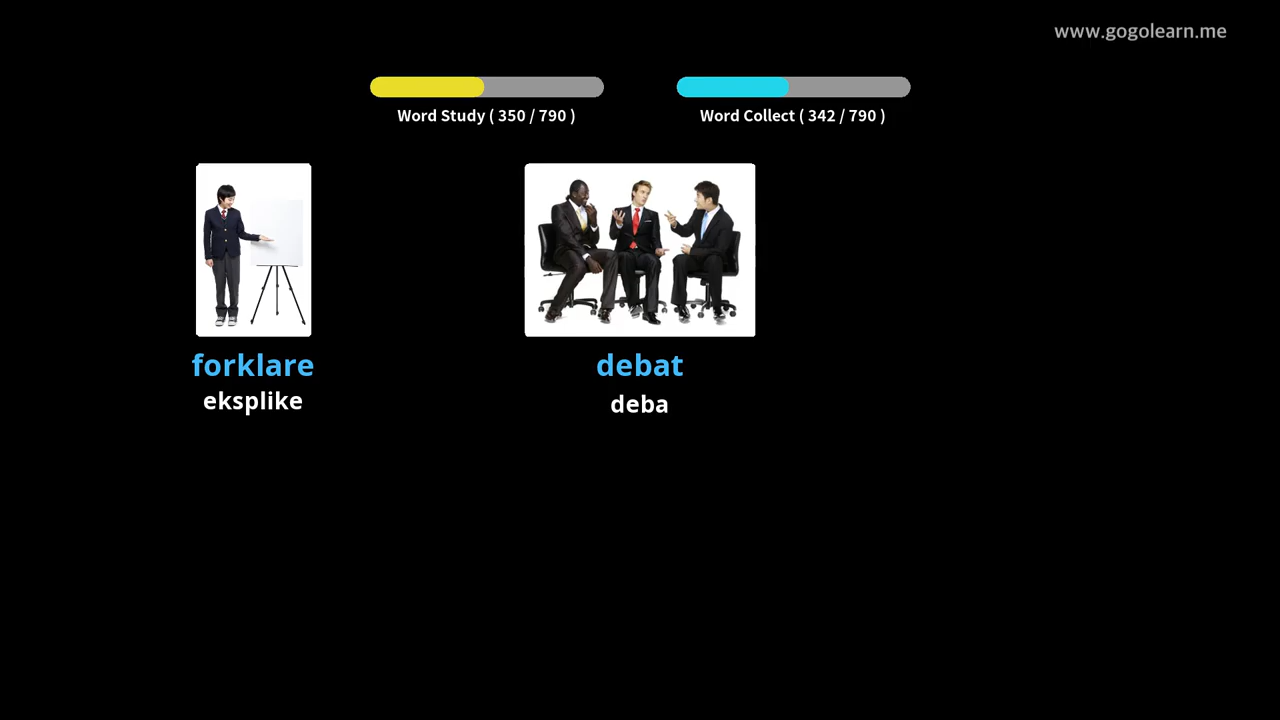 www.gogolearn.me
Word Study ( 350 / 790 )
Word Collect ( 342 / 790 )
forklare
eksplike
debat
deba